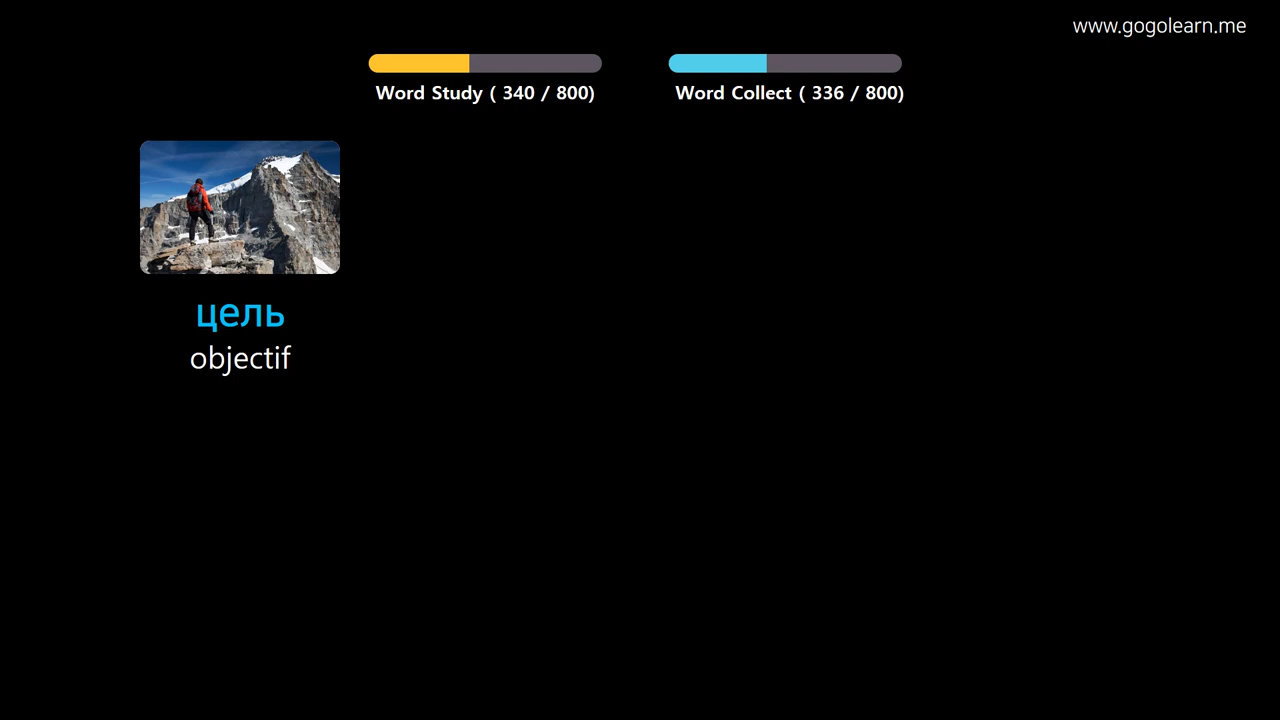 www.gogolearn.me
Word Study ( 340 / 800)
Word Collect ( 336 / 800)
цель
objectif